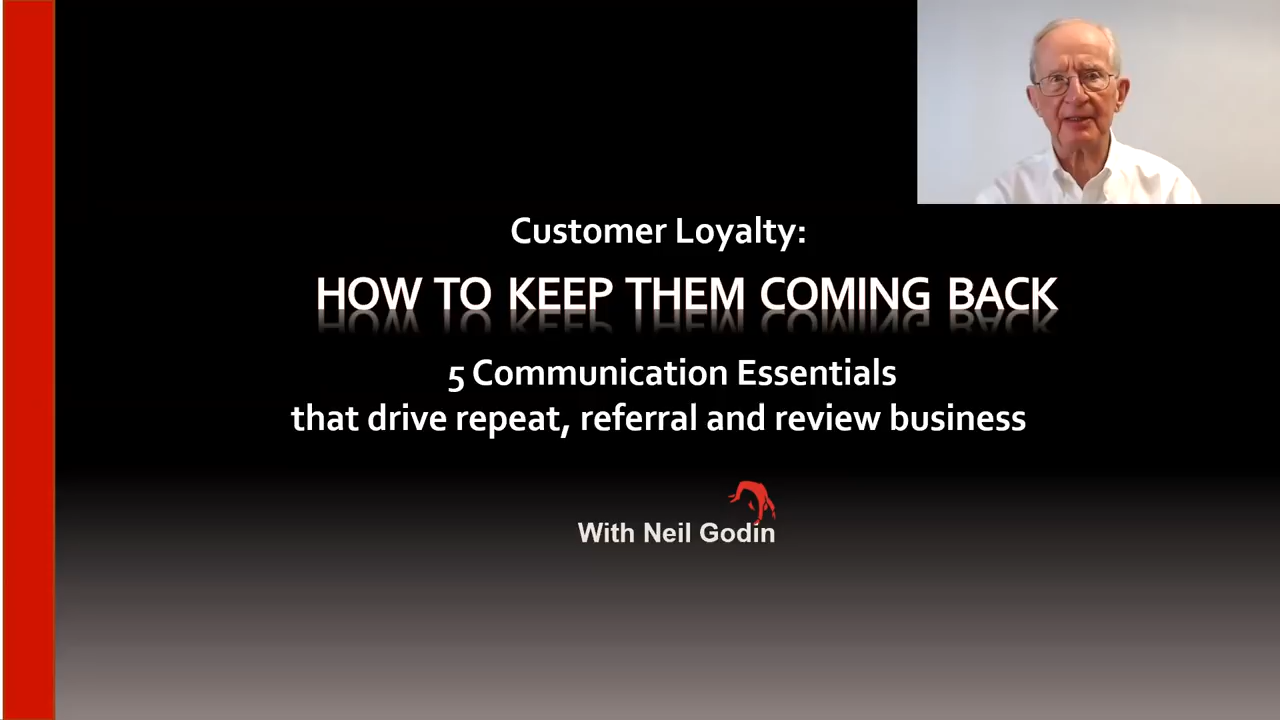 Customer Loyalty:
HOW TO KEEP THEM COMING BACK
5 Communication Essentials
that drive repeat, referral and review business
With Neil Godin